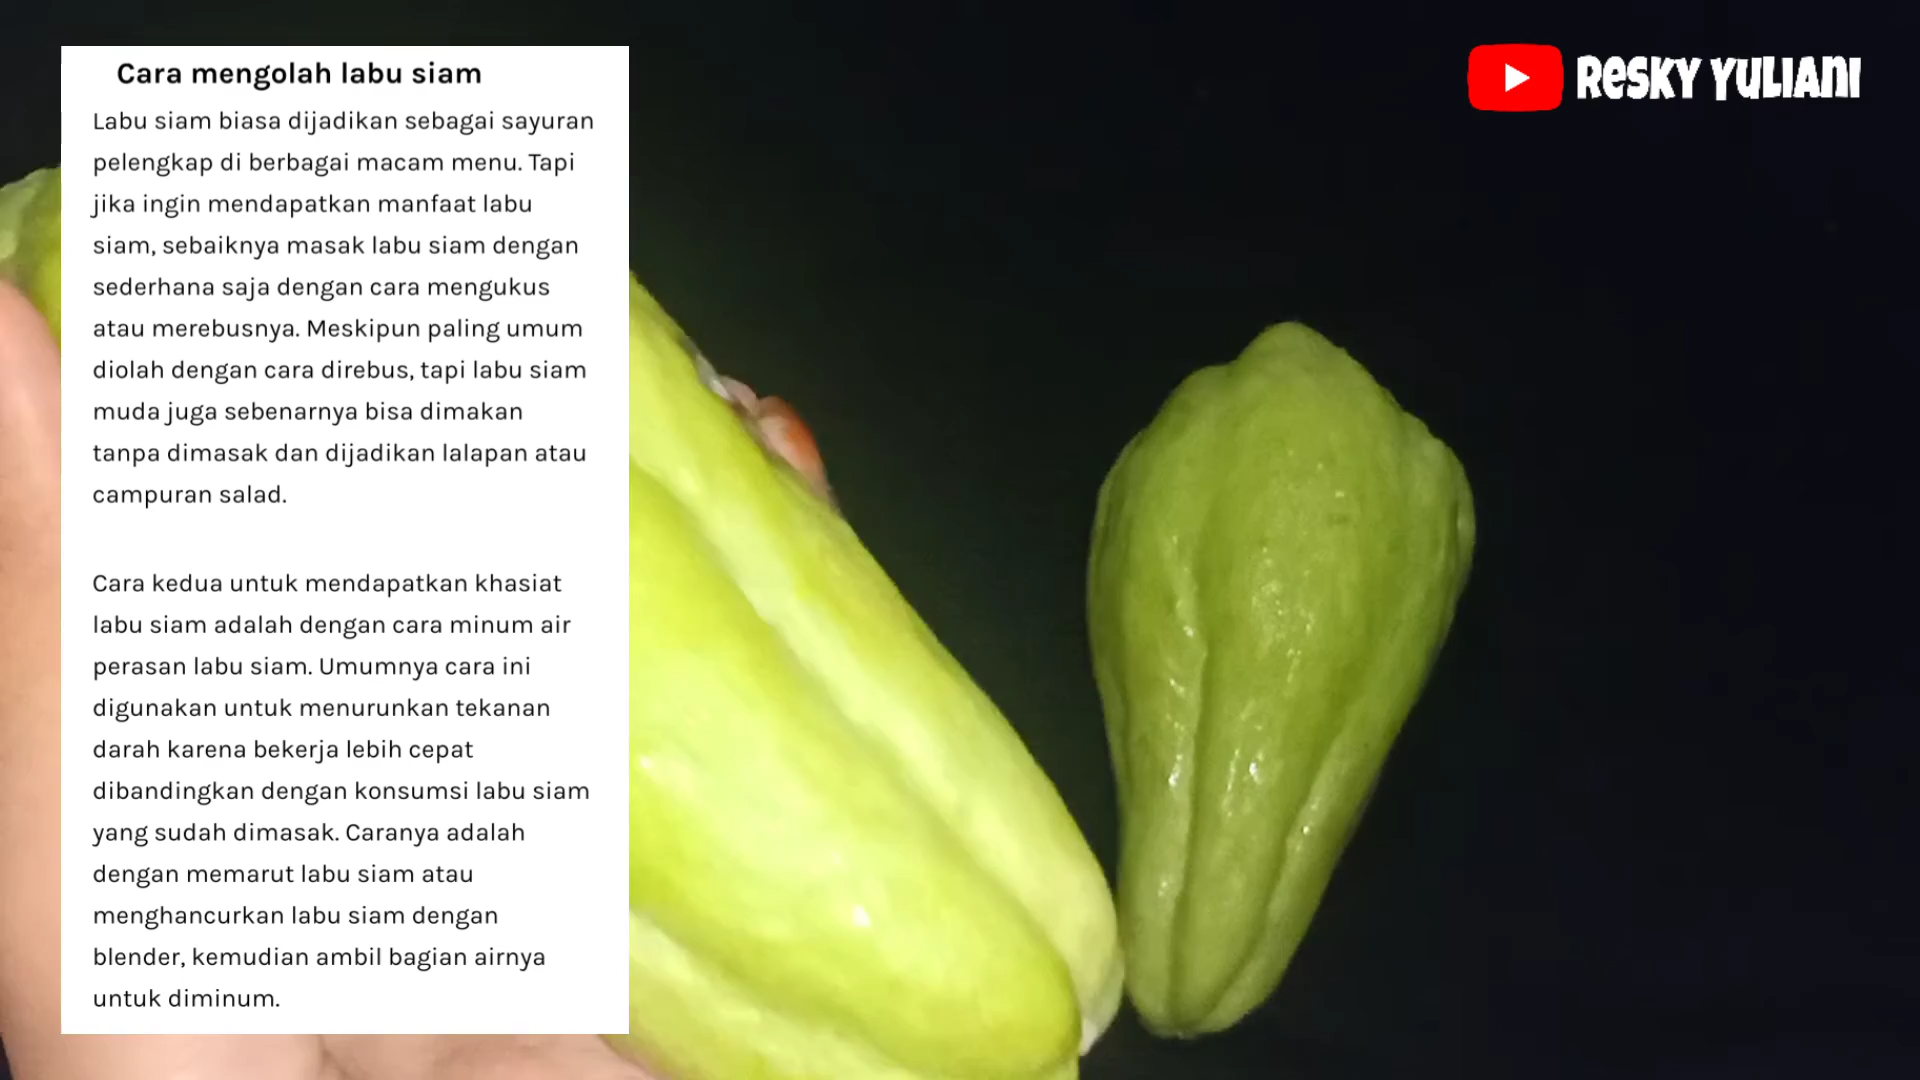 Cara mengolah labu siam
Labu siam biasa dijadikan sebagai sayuran
pelengkap di berbagai macam menu. Tapi
jika ingin mendapatkan manfaat labu
siam, sebaiknya masak labu siam dengan
sederhana saja dengan cara mengukus
atau merebusnya. Meskipun paling umum
diolah dengan cara direbus, tapi labu siam
muda juga sebenarnya bisa dimakan
tanpa dimasak dan dijadikan lalapan atau
campuran salad.
Cara kedua untuk mendapatkan khasiat
labu siam adalah dengan cara minum air
perasan labu siam. Umumnya cara ini
digunakan untuk menurunkan tekanan
darah karena bekerja lebih cepat
dibandingkan dengan konsumsi labu siam
yang sudah dimasak. Caranya adalah
dengan memarut labu siam atau
menghancurkan labu siam dengan
blender, kemudian ambil bagian airnya
untuk diminum.
RESKY YULIANI